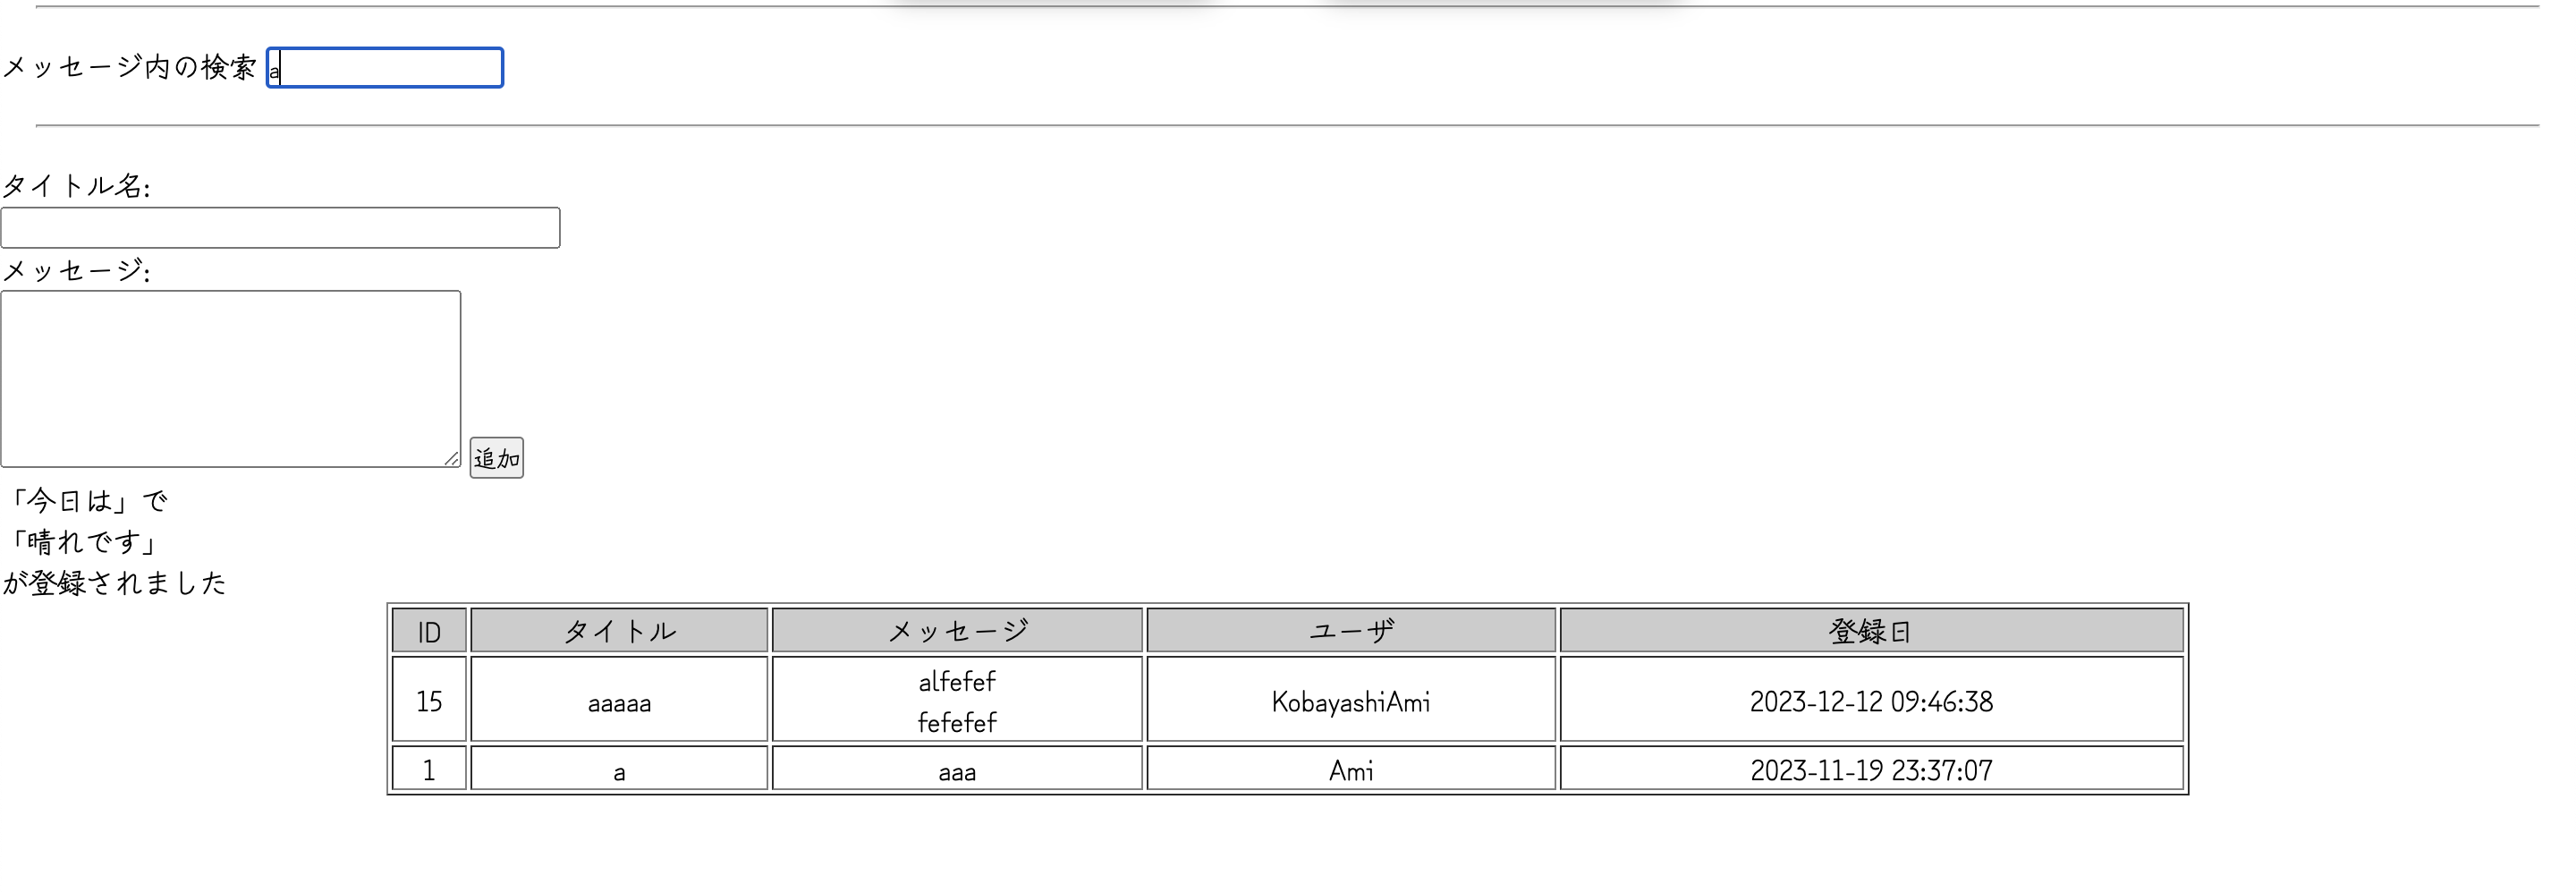 メッセージ内の検索 a
タイトル名:
メッセージ:
追加
「今日は」で
「晴れです」
が登録されました
ID タイトル メッセージ ユーザ 登録日
15 aaaaa alfefef KobayashiAmi 2023-12-12 09:46:38
fefefef
1 a aaa Ami 2023-11-19 23:37:07